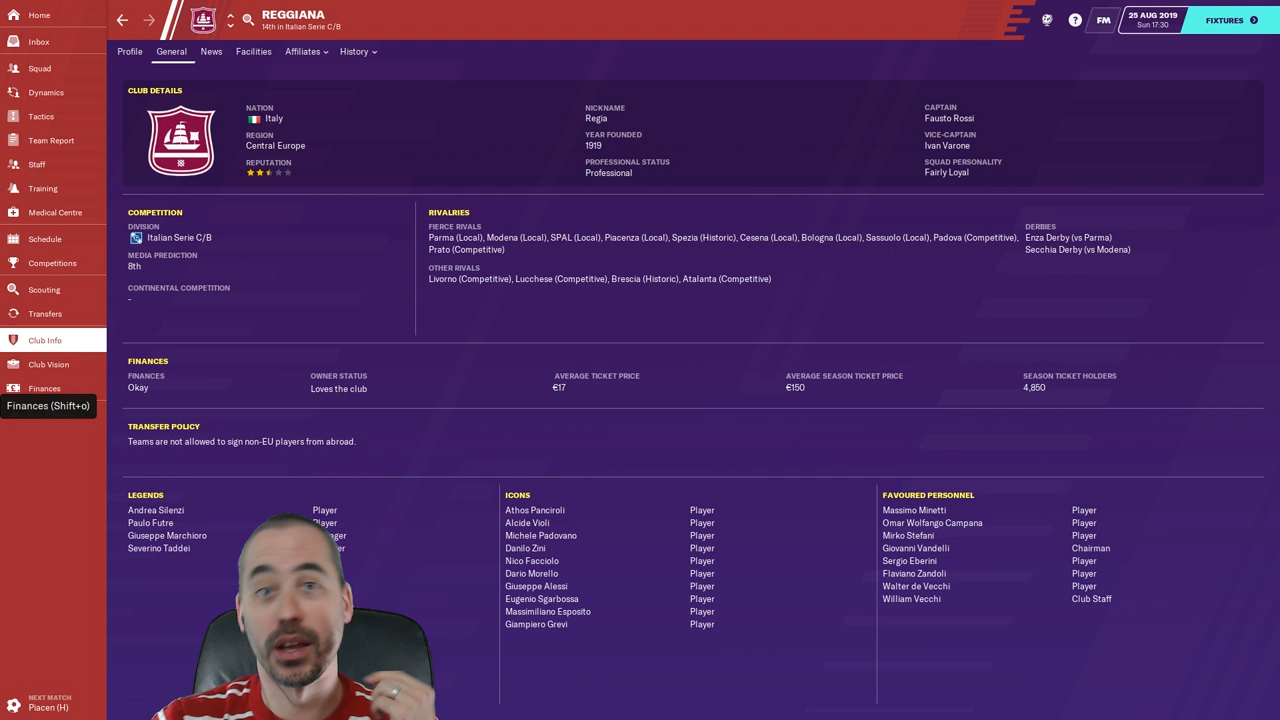 Home
Inbox
Squad
Dynamics
Tactics
Team Report
Staff
Training
Medical Centre
Schedule
Competitions
Scouting
Transfers
Club Info
Club Vision
Finances
Finances (Shift+o)
NEXT MATCH
Piacen (H)
REGGIANA
14th in Italian Serie C/B
FM
25 AUG 2019
Sun 17:30
FIXTURES
Profile General News Facilities Affiliates History
CLUB DETAILS
NATION
Italy
REGION
Central Europe
REPUTATION
NICKNAME
Regia
YEAR FOUNDED
1919
PROFESSIONAL STATUS
Professional
CAPTAIN
Fausto Rossi
VICE-CAPTAIN
Ivan Varone
SQUAD PERSONALITY
Fairly Loyal
COMPETITION
DIVISION
Italian Serie C/B
MEDIA PREDICTION
8th
CONTINENTAL COMPETITION
-
RIVALRIES
FIERCE RIVALS
Parma (Local), Modena (Local), SPAL (Local), Piacenza (Local), Spezia (Historic), Cesena (Local), Bologna (Local), Sassuolo (Local), Padova (Competitive),
Prato (Competitive)
OTHER RIVALS
Livorno (Competitive), Lucchese (Competitive), Brescia (Historic), Atalanta (Competitive)
DERBIES
Enza Derby (vs Parma)
Secchia Derby (vs Modena)
FINANCES
FINANCES
Okay
OWNER STATUS
Loves the club
AVERAGE TICKET PRICE
€17
AVERAGE SEASON TICKET PRICE
€150
SEASON TICKET HOLDERS
4,850
TRANSFER POLICY
Teams are not allowed to sign non-EU players from abroad.
LEGENDS
Andrea Silenzi Player
Paulo Futre Player
Giuseppe Marchioro
Severino Taddei
ICONS
Athos Panciroli Player
Alcide Violi Player
Michele Padovano Player
Danilo Zini Player
Nico Facciolo Player
Dario Morello Player
Giuseppe Alessi Player
Eugenio Sgarbossa Player
Massimiliano Esposito Player
Giampiero Grevi Player
FAVOURED PERSONNEL
Massimo Minetti Player
Omar Wolfango Campana Player
Mirko Stefani Player
Giovanni Vandelli Chairman
Sergio Eberini Player
Flaviano Zandoli Player
Walter de Vecchi Player
William Vecchi Club Staff